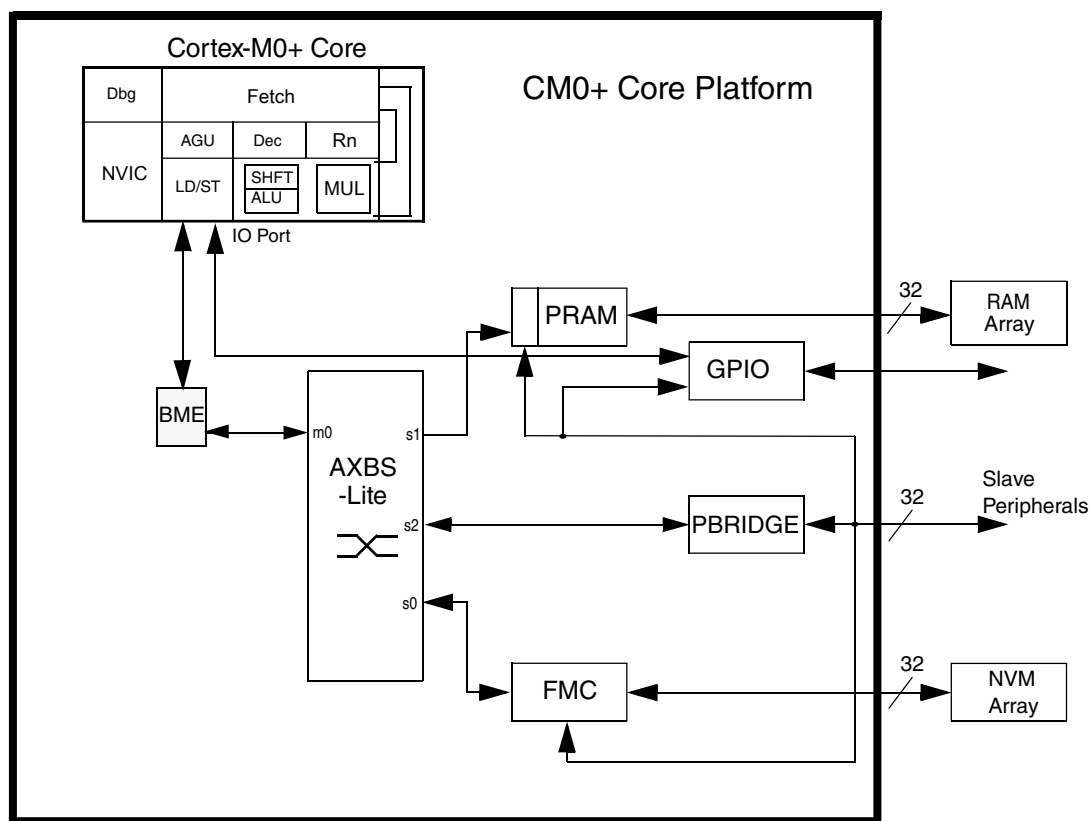 Cortex-M0+ Core
CM0+ Core Platform
Dbg
Fetch
AGU
Dec
Rn
NVIC
LD/ST
SHFT
ALU
MUL
IO Port
PRAM
32
RAM
Array
GPIO
BME
m0
s1
AXBS
-Lite
s2
s0
PBRIDGE
32
Slave
Peripherals
FMC
32
NVM
Array